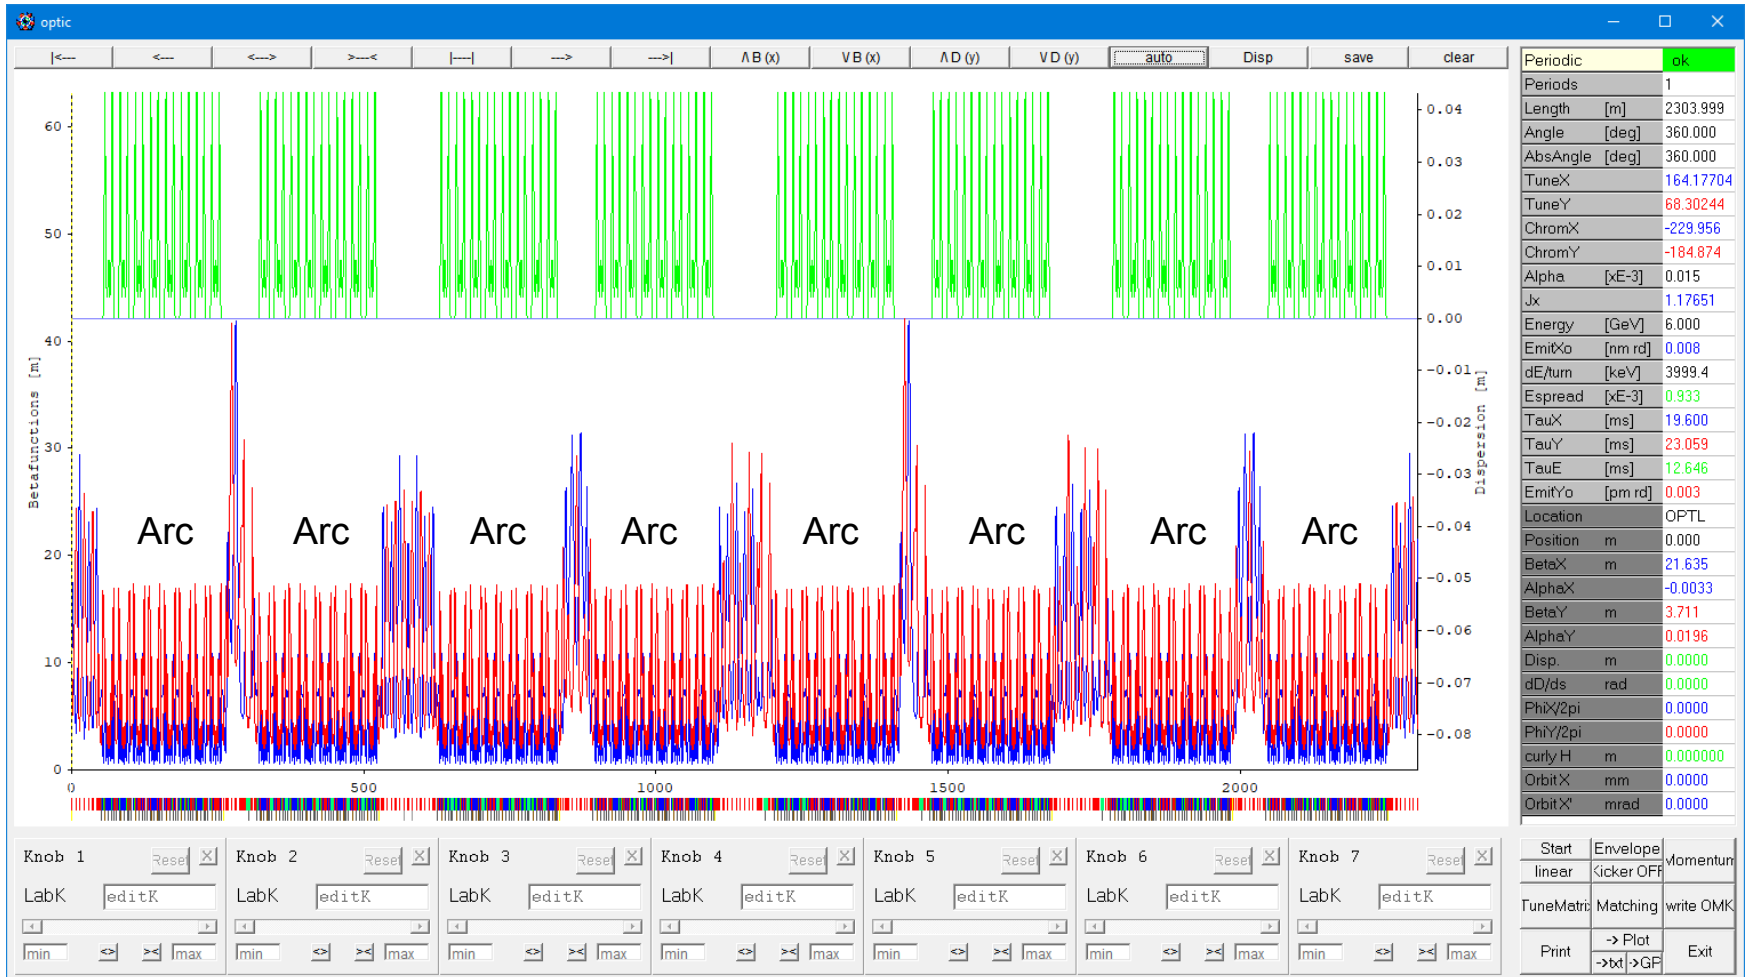 optic
|<--- <--- <---> >---< |----| ---> --->| /\ B (x) \/ B (x) /\ D (y) \/ D (y) auto Disp save clear
60
50
40
30
20
10
0
Betafunctions [m]
0.04
0.03
0.02
0.01
0.00
-0.01
-0.02
-0.03
-0.04
-0.05
-0.06
-0.07
-0.08
Dispersion [m]
Arc Arc Arc Arc Arc Arc Arc Arc
0 500 1000 1500 2000
Periodic ok
Periods 1
Length [m] 2303.999
Angle [deg] 360.000
AbsAngle [deg] 360.000
TuneX 164.17704
TuneY 68.30244
ChromX -229.956
ChromY -184.874
Alpha [xE-3] 0.015
Jx 1.17651
Energy [GeV] 6.000
EmitXo [nm rd] 0.008
dE/turn [keV] 3999.4
Espread [xE-3] 0.933
TauX [ms] 19.600
TauY [ms] 23.059
TauE [ms] 12.646
EmitYo [pm rd] 0.003
Location OPTL
Position m 0.000
BetaX m 21.635
AlphaX -0.0033
BetaY m 3.711
AlphaY 0.0196
Disp. m 0.0000
dD/ds rad 0.0000
PhiX/2pi 0.0000
PhiY/2pi 0.0000
curly H m 0.000000
Orbit X mm 0.0000
Orbit X' mrad 0.0000
Knob 1 Reset X Knob 2 Reset X Knob 3 Reset X Knob 4 Reset X Knob 5 Reset X Knob 6 Reset X Knob 7 Reset X
LabK editK LabK editK LabK editK LabK editK LabK editK LabK editK LabK editK
min <> >< max min <> >< max min <> >< max min <> >< max min <> >< max min <> >< max min <> >< max
Start Envelope Momentum
linear Kicker OFF
TuneMatri Matching write OMK
Print -> Plot Exit
->txt ->GP